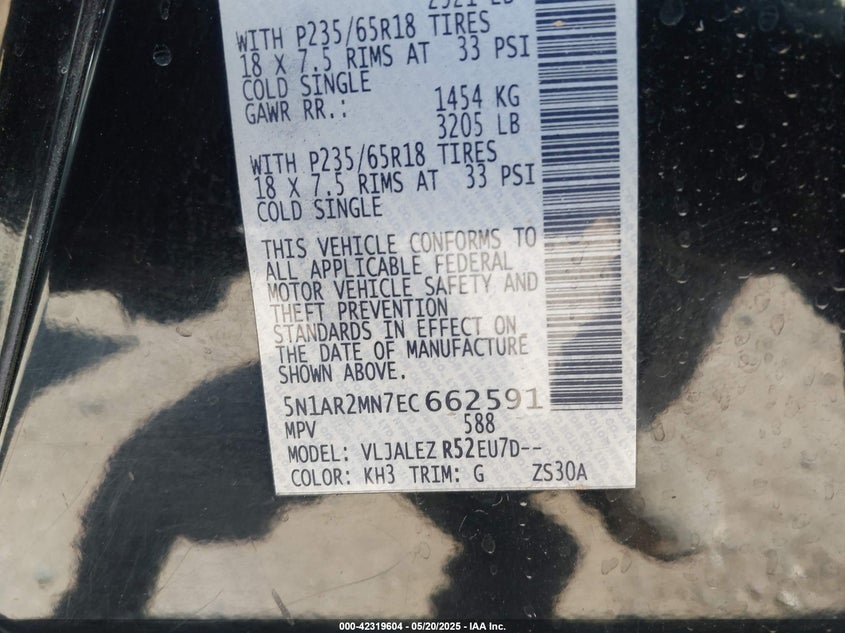 2521 LB
WITH P235/65R18 TIRES
18 X 7.5 RIMS AT 33 PSI
COLD SINGLE
GAWR RR.: 1454 KG
3205 LB
WITH P235/65R18 TIRES
18 X 7.5 RIMS AT 33 PSI
COLD SINGLE
THIS VEHICLE CONFORMS TO
ALL APPLICABLE FEDERAL
MOTOR VEHICLE SAFETY AND
THEFT PREVENTION
STANDARDS IN EFFECT ON
THE DATE OF MANUFACTURE
SHOWN ABOVE.
5N1AR2MN7EC662591
MPV 588
MODEL: VLJALEZ R52EU7D--
COLOR: KH3 TRIM: G ZS30A
000-42319604 — 05/20/2025 — IAA Inc.